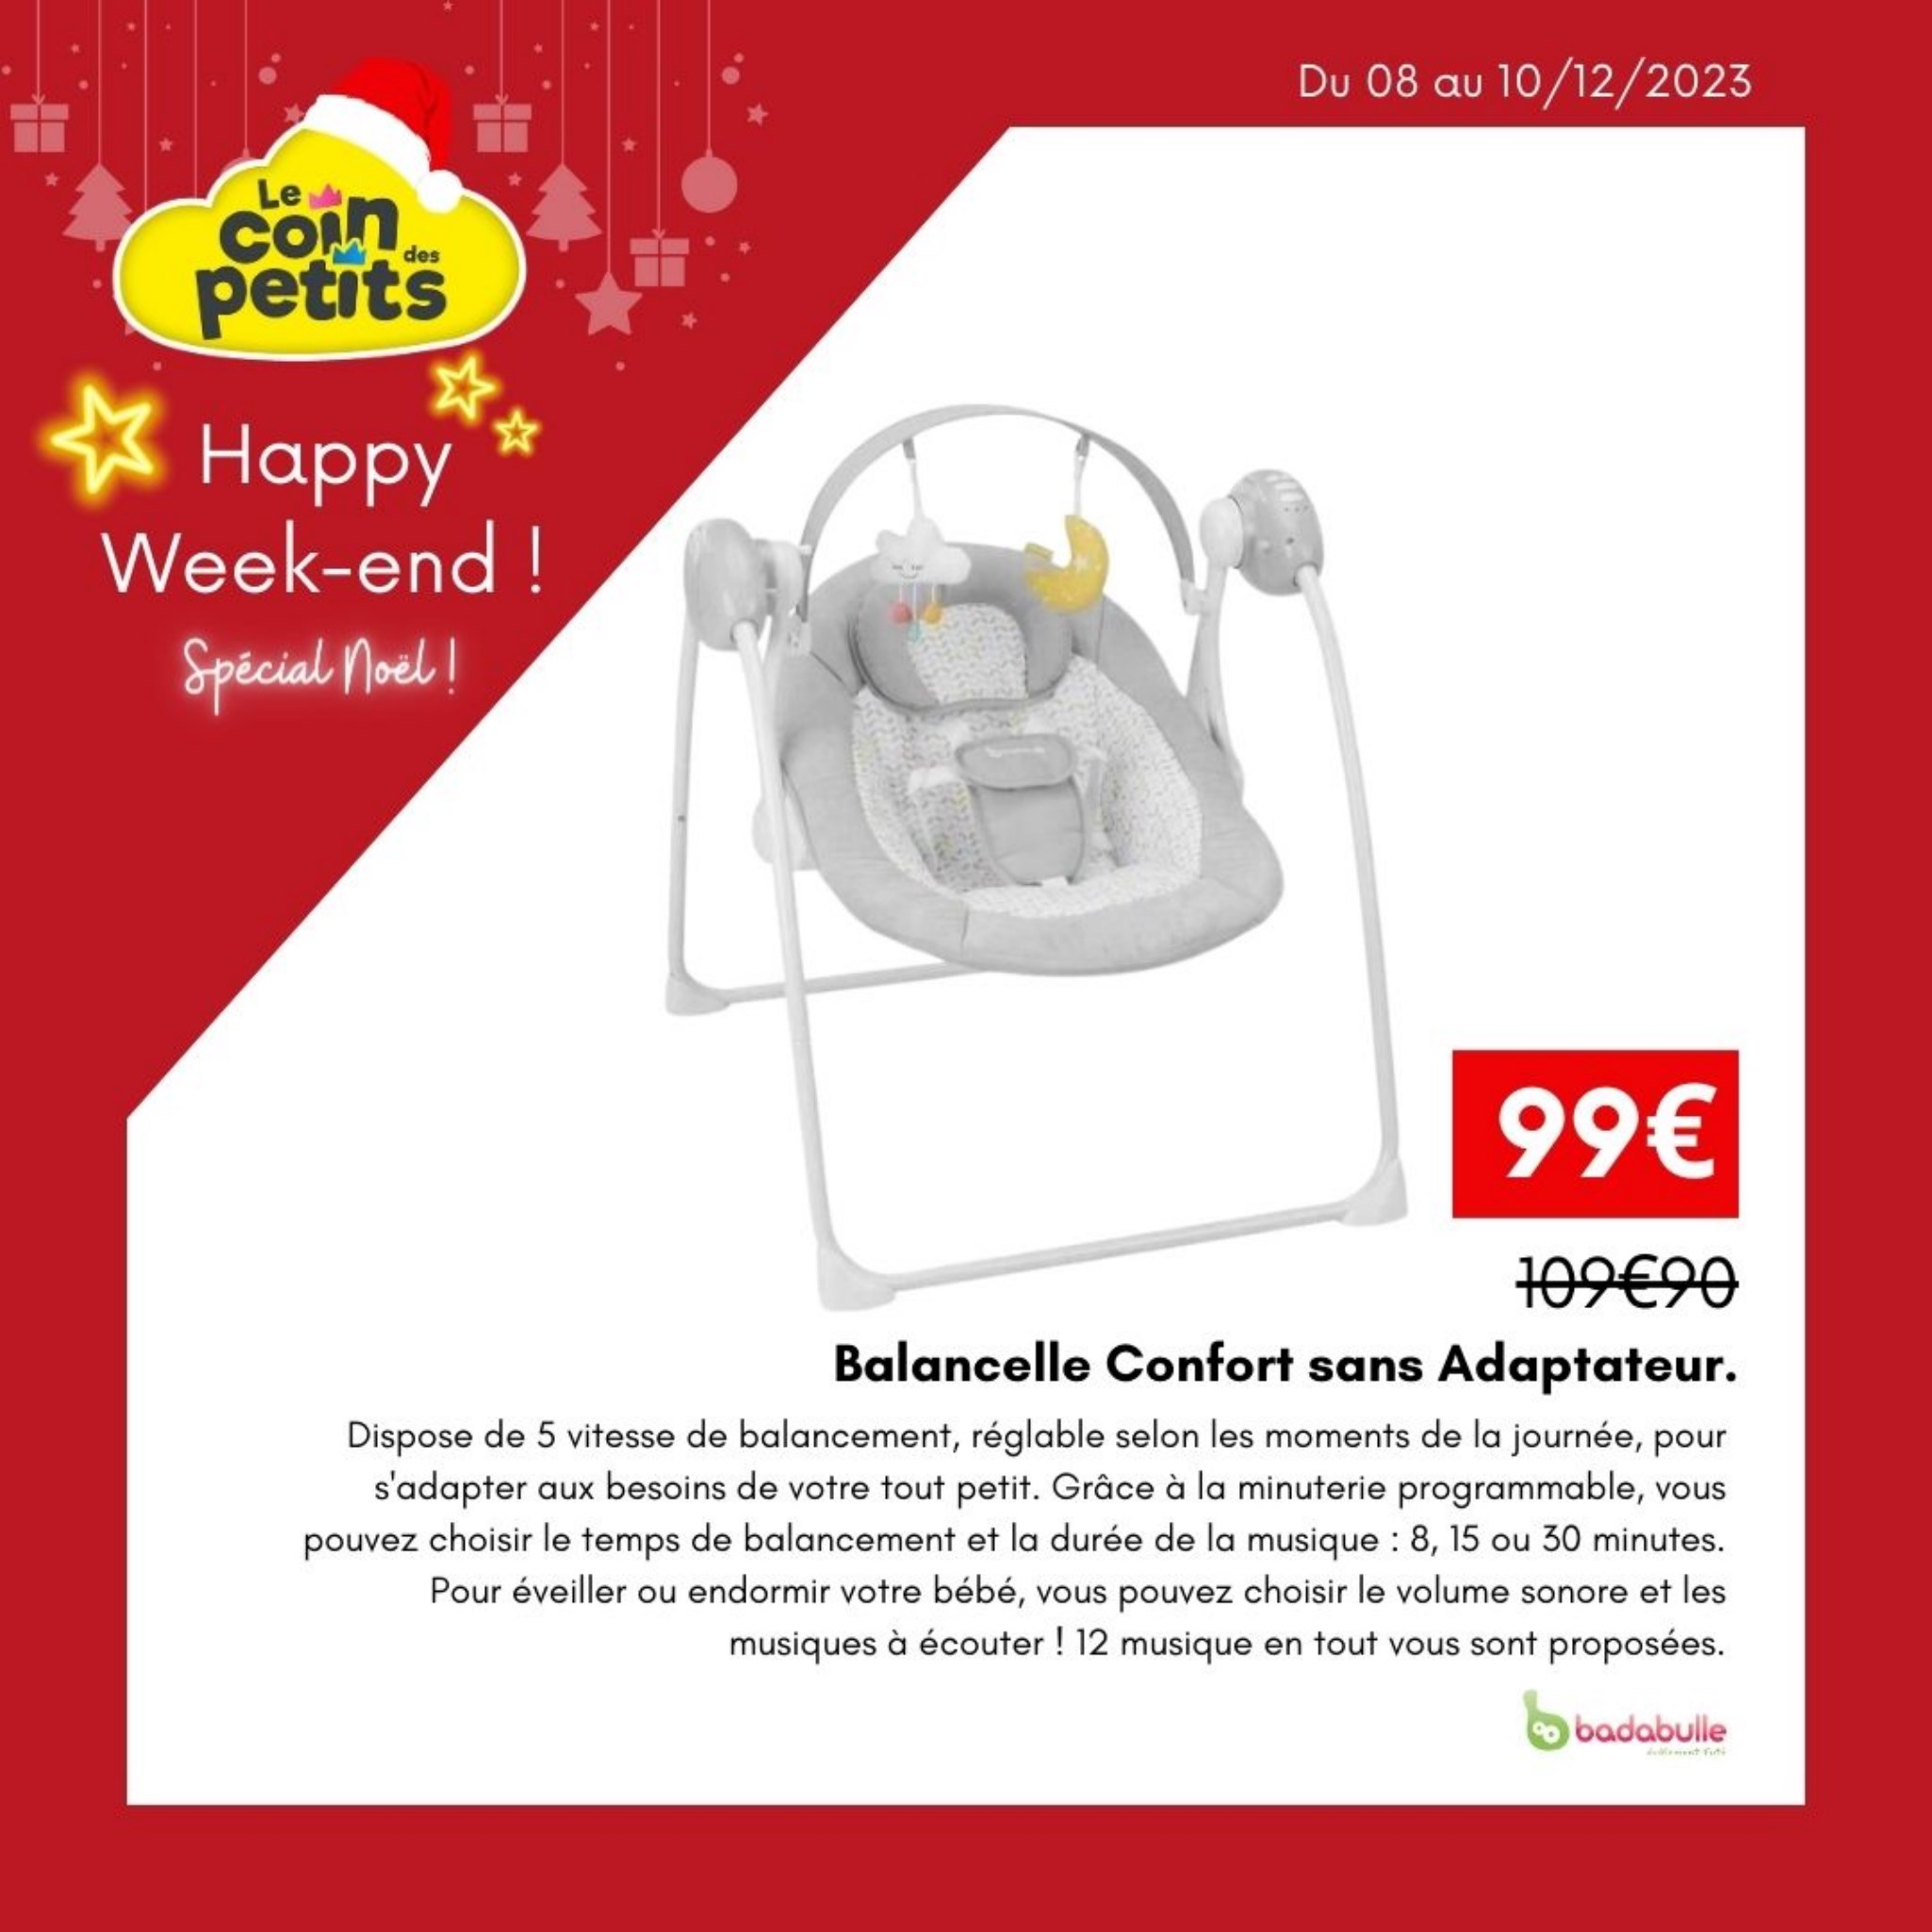 Du 08 au 10/12/2023
Le
coin
des
petits
Happy
Week-end !
Spécial Noël !
99€
109€90
Balancelle Confort sans Adaptateur.
Dispose de 5 vitesse de balancement, réglable selon les moments de la journée, pour
s'adapter aux besoins de votre tout petit. Grâce à la minuterie programmable, vous
pouvez choisir le temps de balancement et la durée de la musique : 8, 15 ou 30 minutes.
Pour éveiller ou endormir votre bébé, vous pouvez choisir le volume sonore et les
musiques à écouter ! 12 musique en tout vous sont proposées.
badabulle